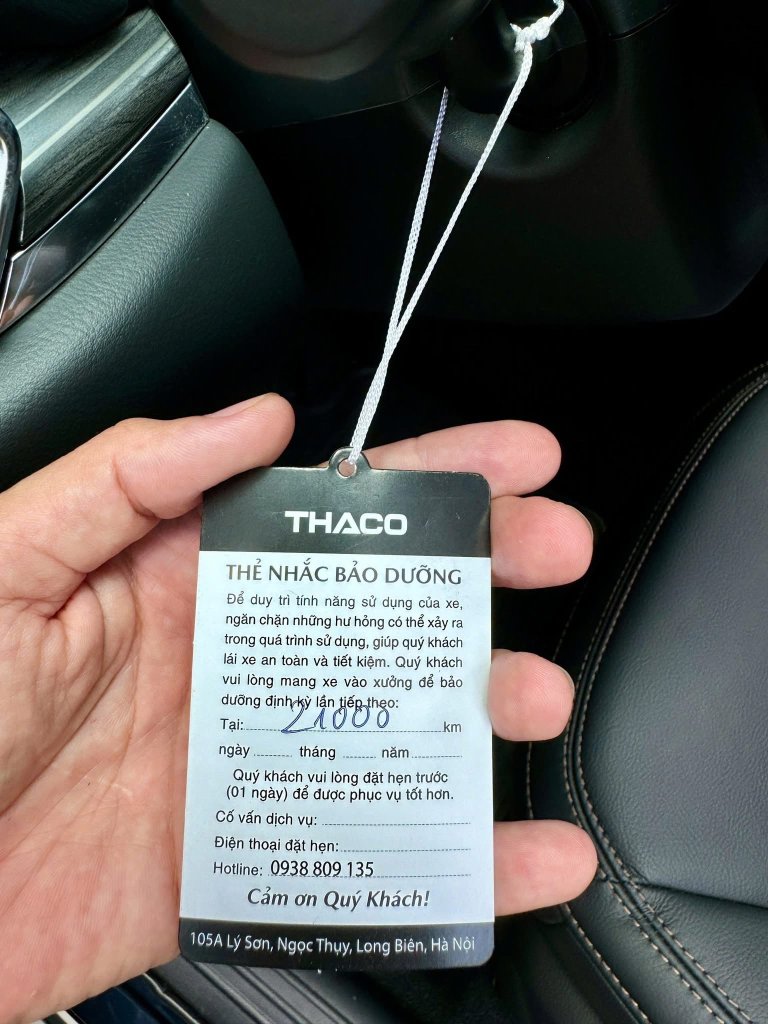 THACO
THẺ NHẮC BẢO DƯỠNG
Để duy trì tính năng sử dụng của xe,
ngăn chặn những hư hỏng có thể xảy ra
trong quá trình sử dụng, giúp quý khách
lái xe an toàn và tiết kiệm. Quý khách
vui lòng mang xe vào xưởng để bảo
dưỡng định kỳ lần tiếp theo:
Tại: 21000 km
ngày tháng năm
Quý khách vui lòng đặt hẹn trước
(01 ngày) để được phục vụ tốt hơn.
Cố vấn dịch vụ:
Điện thoại đặt hẹn:
Hotline: 0938 809 135
Cảm ơn Quý Khách!
105A Lý Sơn, Ngọc Thụy, Long Biên, Hà Nội